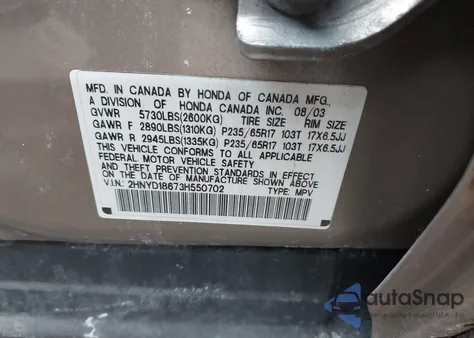 MFD. IN CANADA BY HONDA OF CANADA MFG.,
A DIVISION OF HONDA CANADA INC. 08/03
GVWR 5730LBS(2600KG) TIRE SIZE RIM SIZE
GAWR F 2890LBS(1310KG) P235/65R17 103T 17X6.5JJ
GAWR R 2945LBS(1335KG) P235/65R17 103T 17X6.5JJ
THIS VEHICLE CONFORMS TO ALL APPLICABLE
FEDERAL MOTOR VEHICLE SAFETY
AND THEFT PREVENTION STANDARDS
IN EFFECT ON THE DATE OF MANUFACTURE
SHOWN ABOVE.
V.I.N: 2HNYD18673H550702 TYPE: MPV
autoSnap